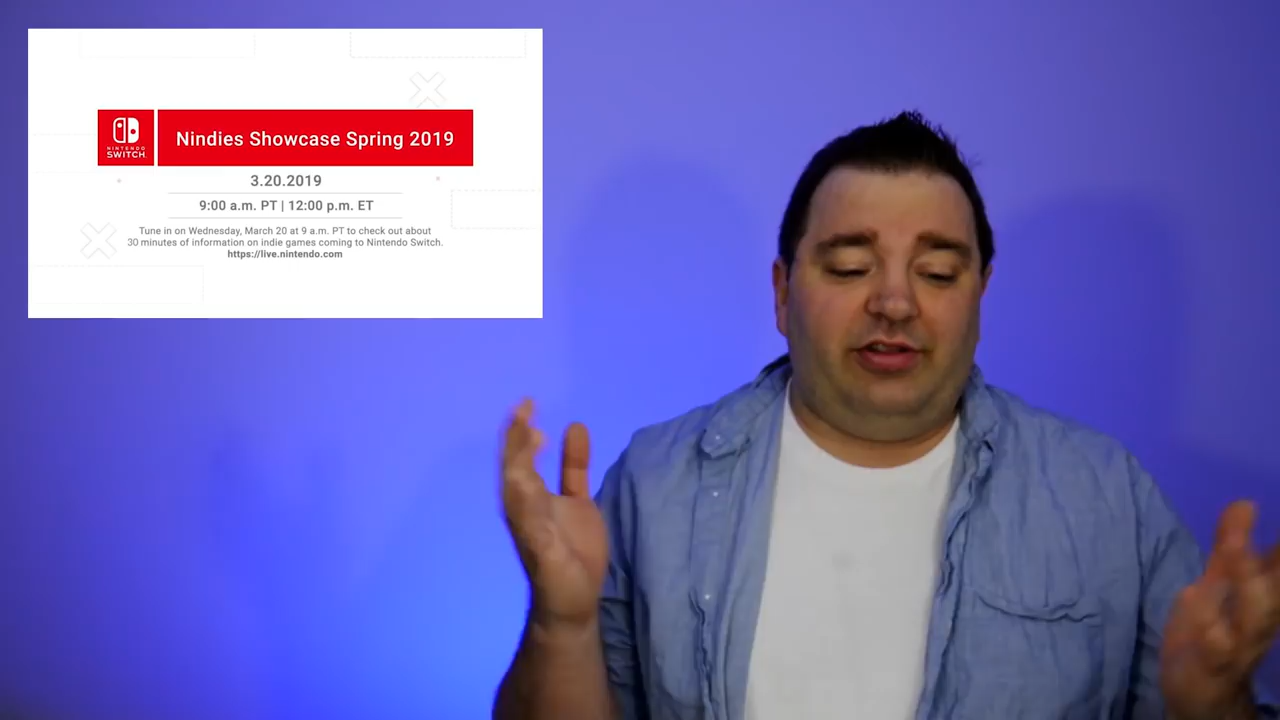 NINTENDO
SWITCH
Nindies Showcase Spring 2019
3.20.2019
9:00 a.m. PT | 12:00 p.m. ET
Tune in on Wednesday, March 20 at 9 a.m. PT to check out about
30 minutes of information on indie games coming to Nintendo Switch.
https://live.nintendo.com